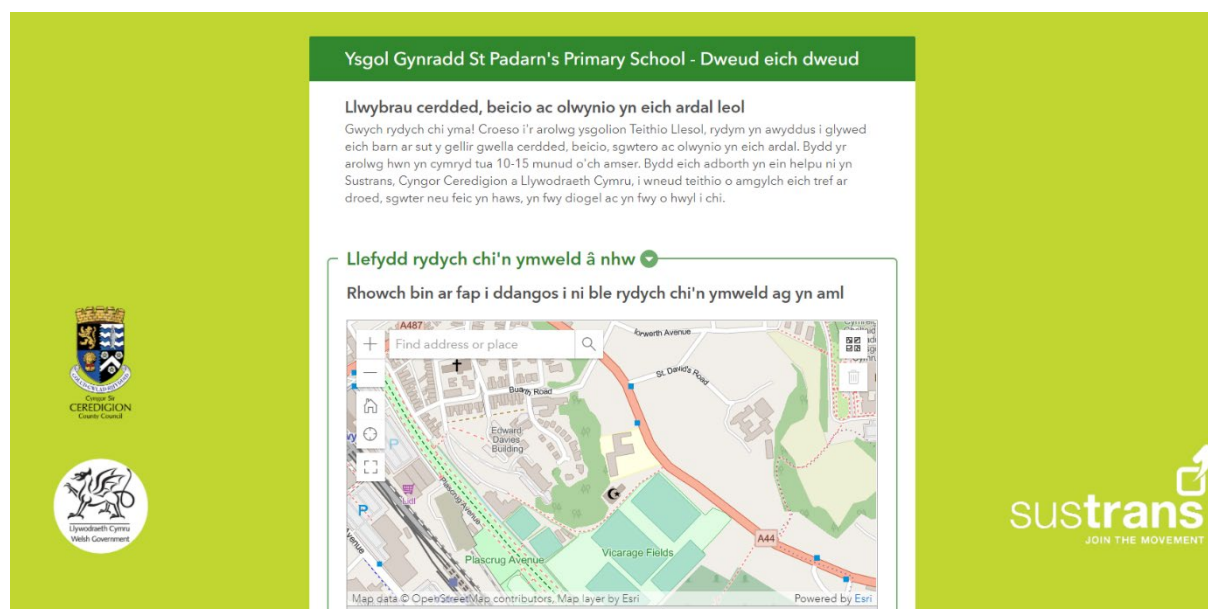 Ysgol Gynradd St Padarn's Primary School - Dweud eich dweud
Llwybrau cerdded, beicio ac olwynio yn eich ardal leol
Gwych rydych chi yma! Croeso i'r arolwg ysgolion Teithio Llesol, rydym yn awyddus i glywed
eich barn ar sut y gellir gwella cerdded, beicio, sgwtero ac olwynio yn eich ardal. Bydd yr
arolwg hwn yn cymryd tua 10-15 munud o'ch amser. Bydd eich adborth yn ein helpu ni yn
Sustrans, Cyngor Ceredigion a Llywodraeth Cymru, i wneud teithio o amgylch eich tref ar
droed, sgwter neu feic yn haws, yn fwy diogel ac yn fwy o hwyl i chi.
Llefydd rydych chi'n ymweld â nhw
Rhowch bin ar fap i ddangos i ni ble rydych chi'n ymweld ag yn aml
A487
Find address or place
Iorwerth Avenue
St. David's Road
Buarth Road
Edward
Davies
Building
P
Lidl
P
Plascrug Avenue
Plascrug Avenue
Vicarage Fields
A44
Map data © OpenStreetMap contributors, Map layer by Esri
Powered by Esri
Cyngor Sir
CEREDIGION
County Council
Llywodraeth Cymru
Welsh Government
sustrans
JOIN THE MOVEMENT